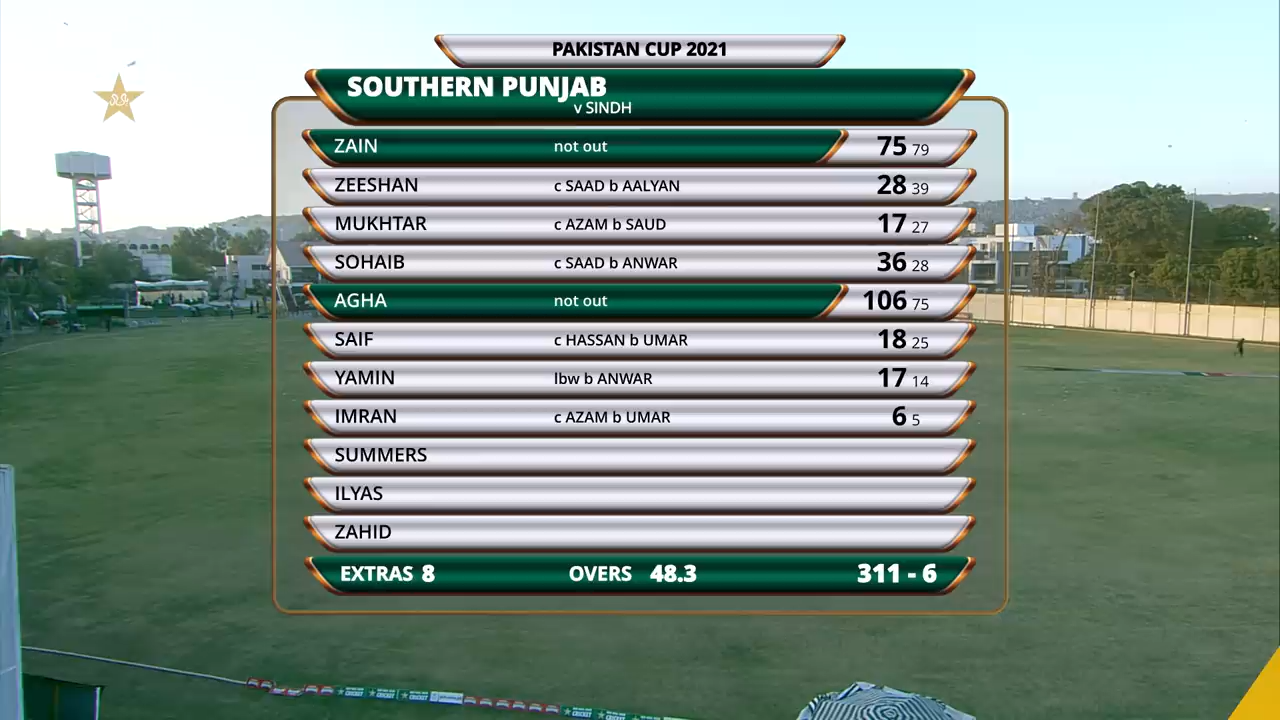 PAKISTAN CUP 2021
SOUTHERN PUNJAB
v SINDH
ZAIN not out 75 79
ZEESHAN c SAAD b AALYAN 28 39
MUKHTAR c AZAM b SAUD 17 27
SOHAIB c SAAD b ANWAR 36 28
AGHA not out 106 75
SAIF c HASSAN b UMAR 18 25
YAMIN lbw b ANWAR 17 14
IMRAN c AZAM b UMAR 6 5
SUMMERS
ILYAS
ZAHID
EXTRAS 8 OVERS 48.3 311 - 6